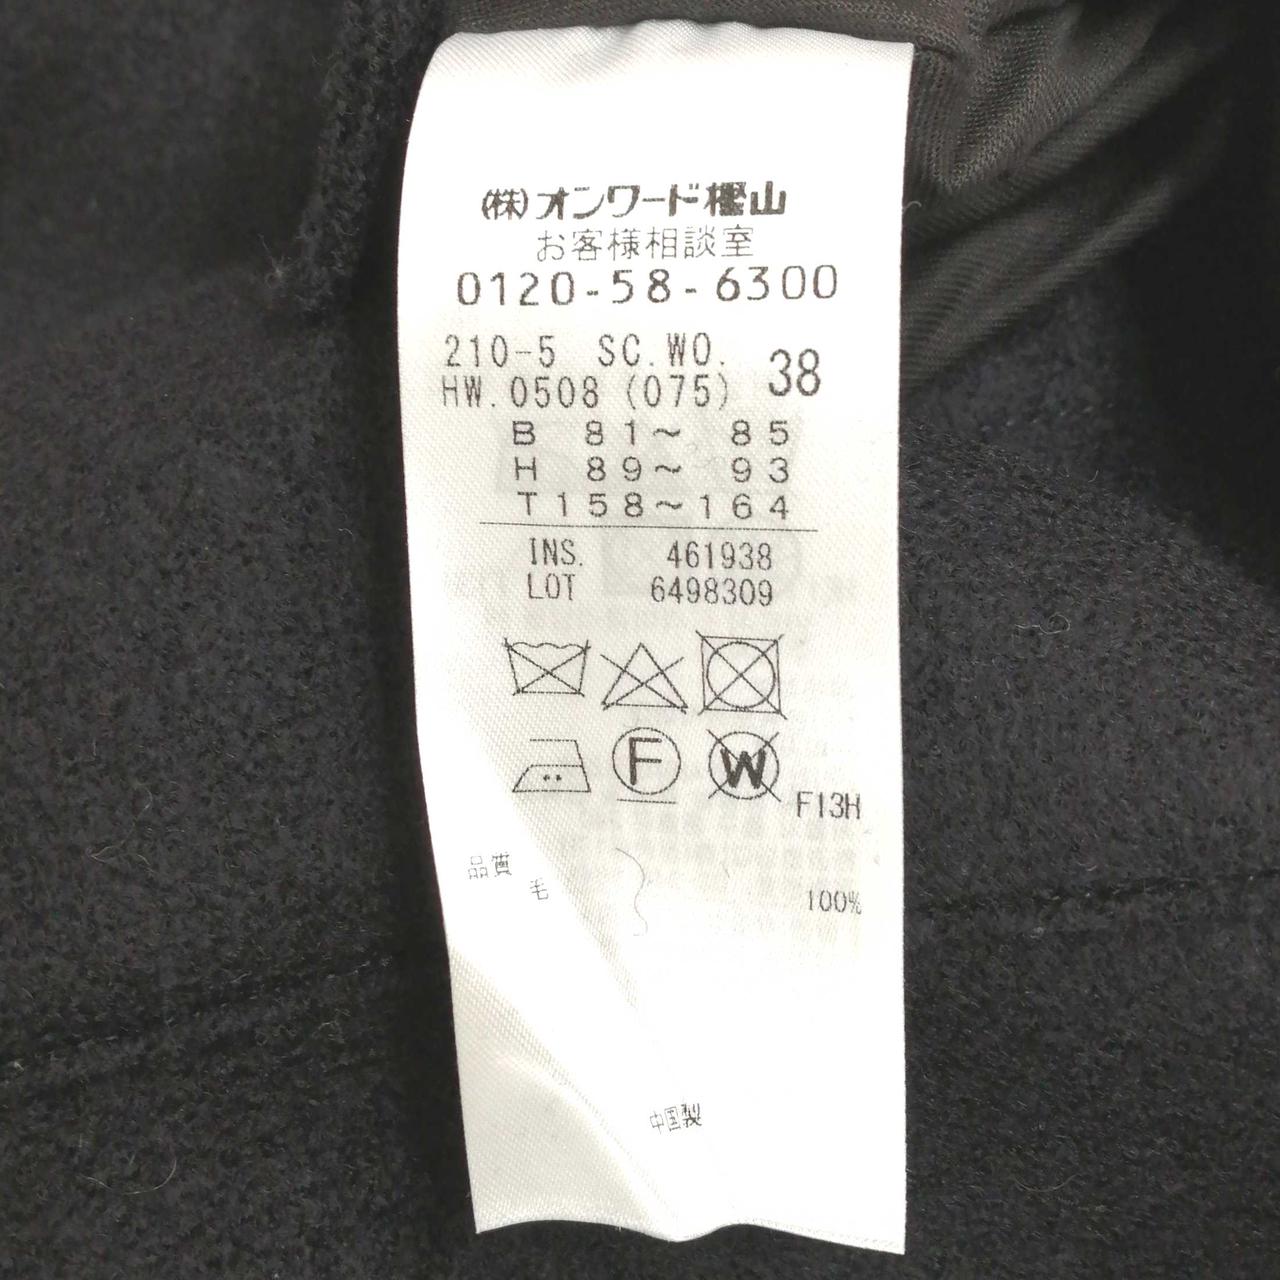 (株)オンワード樫山
お客様相談室
0120-58-6300
210-5 SC.WO. 38
HW.0508 (075)
B 81~ 85
H 89~ 93
T158~164
INS. 461938
LOT 6498309
F W
F13H
品質
毛 100%
中国製